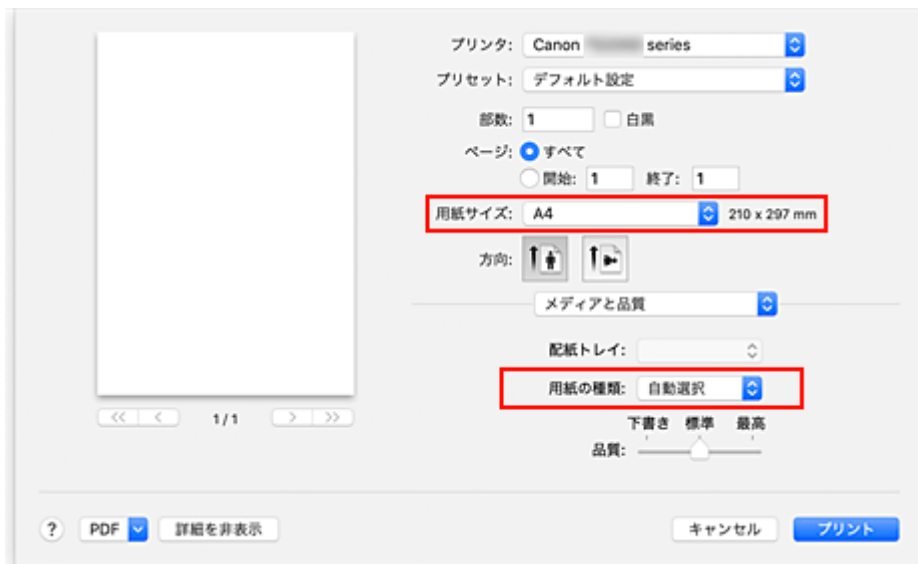 プリンタ: Canon series
プリセット: デフォルト設定
部数: 1 白黒
ページ: すべて
開始: 1 終了: 1
用紙サイズ: A4 210 x 297 mm
方向:
メディアと品質
配紙トレイ:
用紙の種類: 自動選択
下書き 標準 最高
品質:
<< < 1/1 > >>
? PDF 詳細を非表示 キャンセル プリント